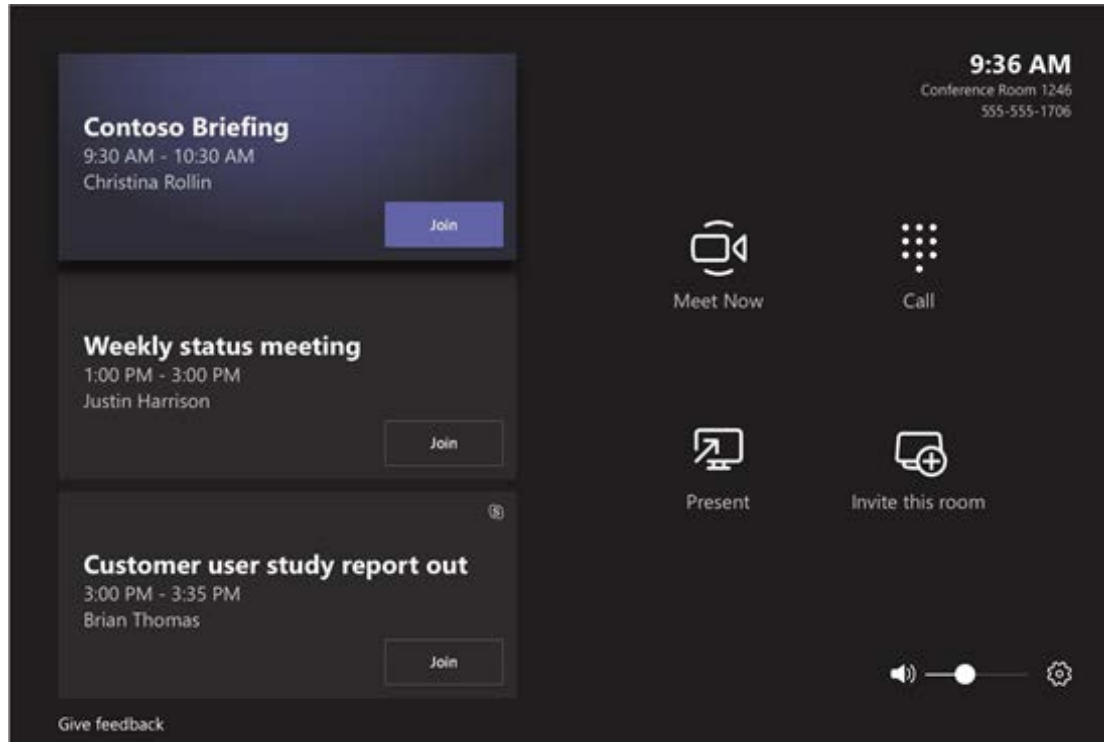 Contoso Briefing
9:30 AM - 10:30 AM
Christina Rollin
Join
Weekly status meeting
1:00 PM - 3:00 PM
Justin Harrison
Join
Customer user study report out
3:00 PM - 3:35 PM
Brian Thomas
Join
Give feedback
9:36 AM
Conference Room 1246
555-555-1706
Meet Now
Call
Present
Invite this room